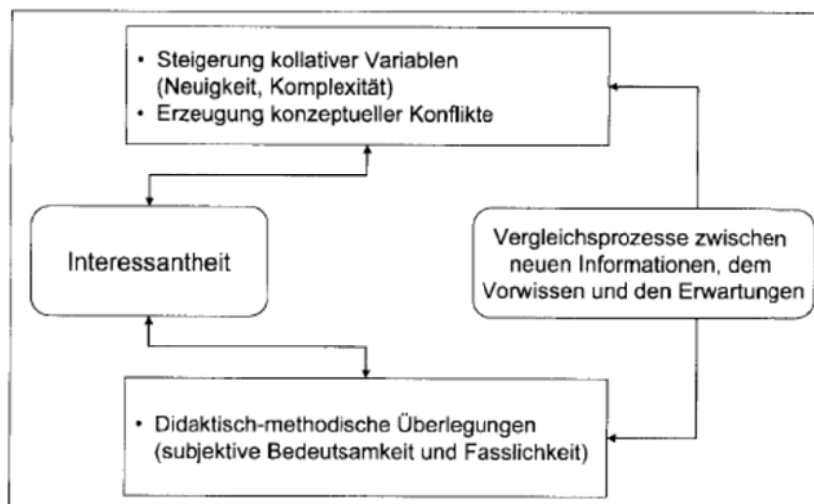 • Steigerung kollativer Variablen
(Neuigkeit, Komplexität)
• Erzeugung konzeptueller Konflikte
Interessantheit
Vergleichsprozesse zwischen
neuen Informationen, dem
Vorwissen und den Erwartungen
• Didaktisch-methodische Überlegungen
(subjektive Bedeutsamkeit und Fasslichkeit)